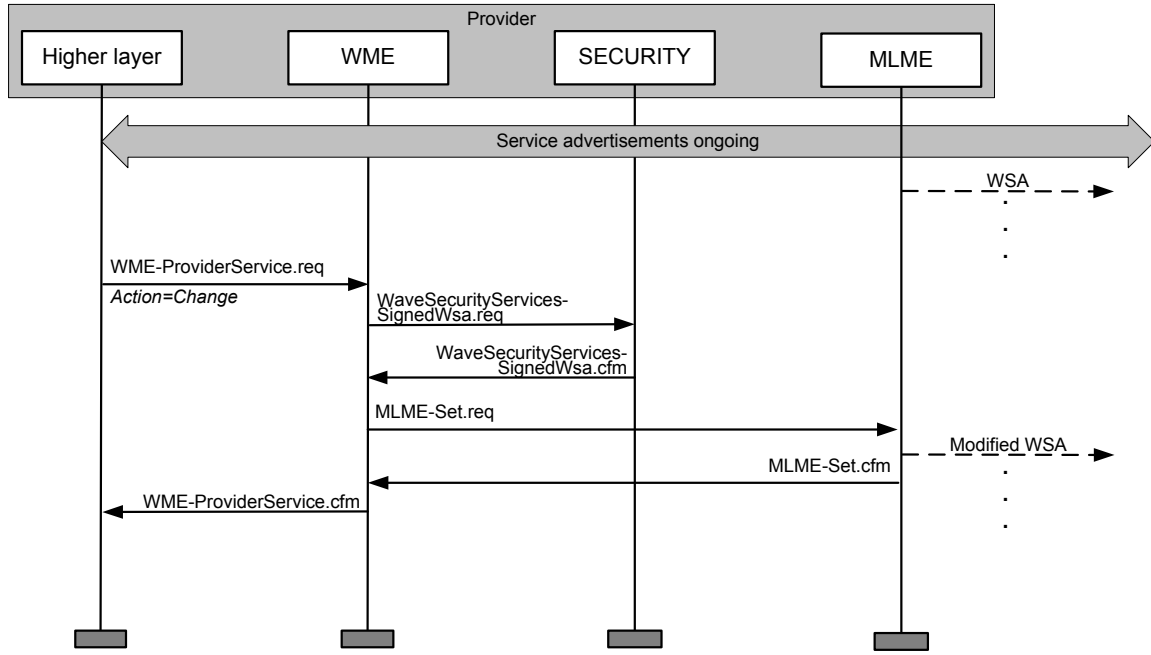 Provider
Higher layer
WME
SECURITY
MLME
Service advertisements ongoing
WSA
WME-ProviderService.req
Action=Change
WaveSecurityServices-
SignedWsa.req
WaveSecurityServices-
SignedWsa.cfm
MLME-Set.req
Modified WSA
MLME-Set.cfm
WME-ProviderService.cfm